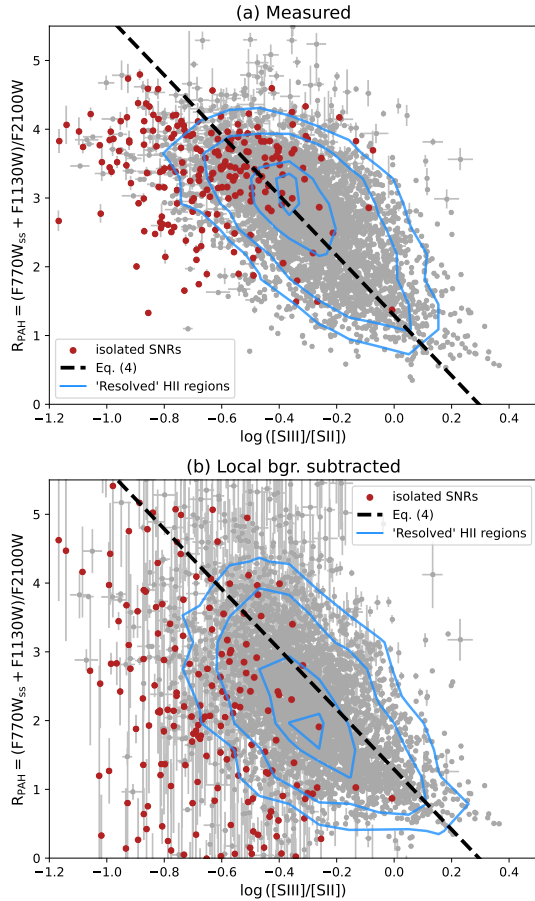 (a) Measured
5
4
3
2
1
0
R_PAH = (F770W_ss + F1130W)/F2100W
isolated SNRs
Eq. (4)
'Resolved' HII regions
−1.2 −1.0 −0.8 −0.6 −0.4 −0.2 0.0 0.2 0.4
log ([SIII]/[SII])
(b) Local bgr. subtracted
5
4
3
2
1
0
R_PAH = (F770W_ss + F1130W)/F2100W
isolated SNRs
Eq. (4)
'Resolved' HII regions
−1.2 −1.0 −0.8 −0.6 −0.4 −0.2 0.0 0.2 0.4
log ([SIII]/[SII])